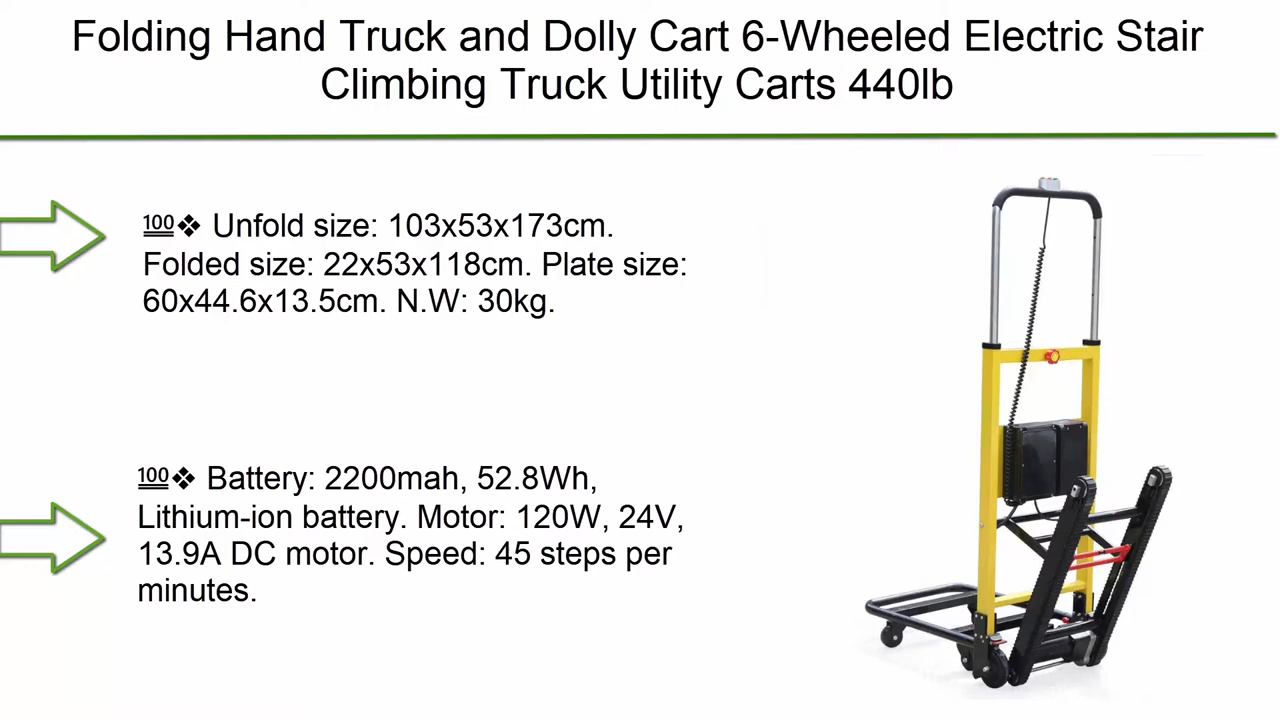 Folding Hand Truck and Dolly Cart 6-Wheeled Electric Stair
Climbing Truck Utility Carts 440lb
💯❖ Unfold size: 103x53x173cm.
Folded size: 22x53x118cm. Plate size:
60x44.6x13.5cm. N.W: 30kg.
💯❖ Battery: 2200mah, 52.8Wh,
Lithium-ion battery. Motor: 120W, 24V,
13.9A DC motor. Speed: 45 steps per
minutes.